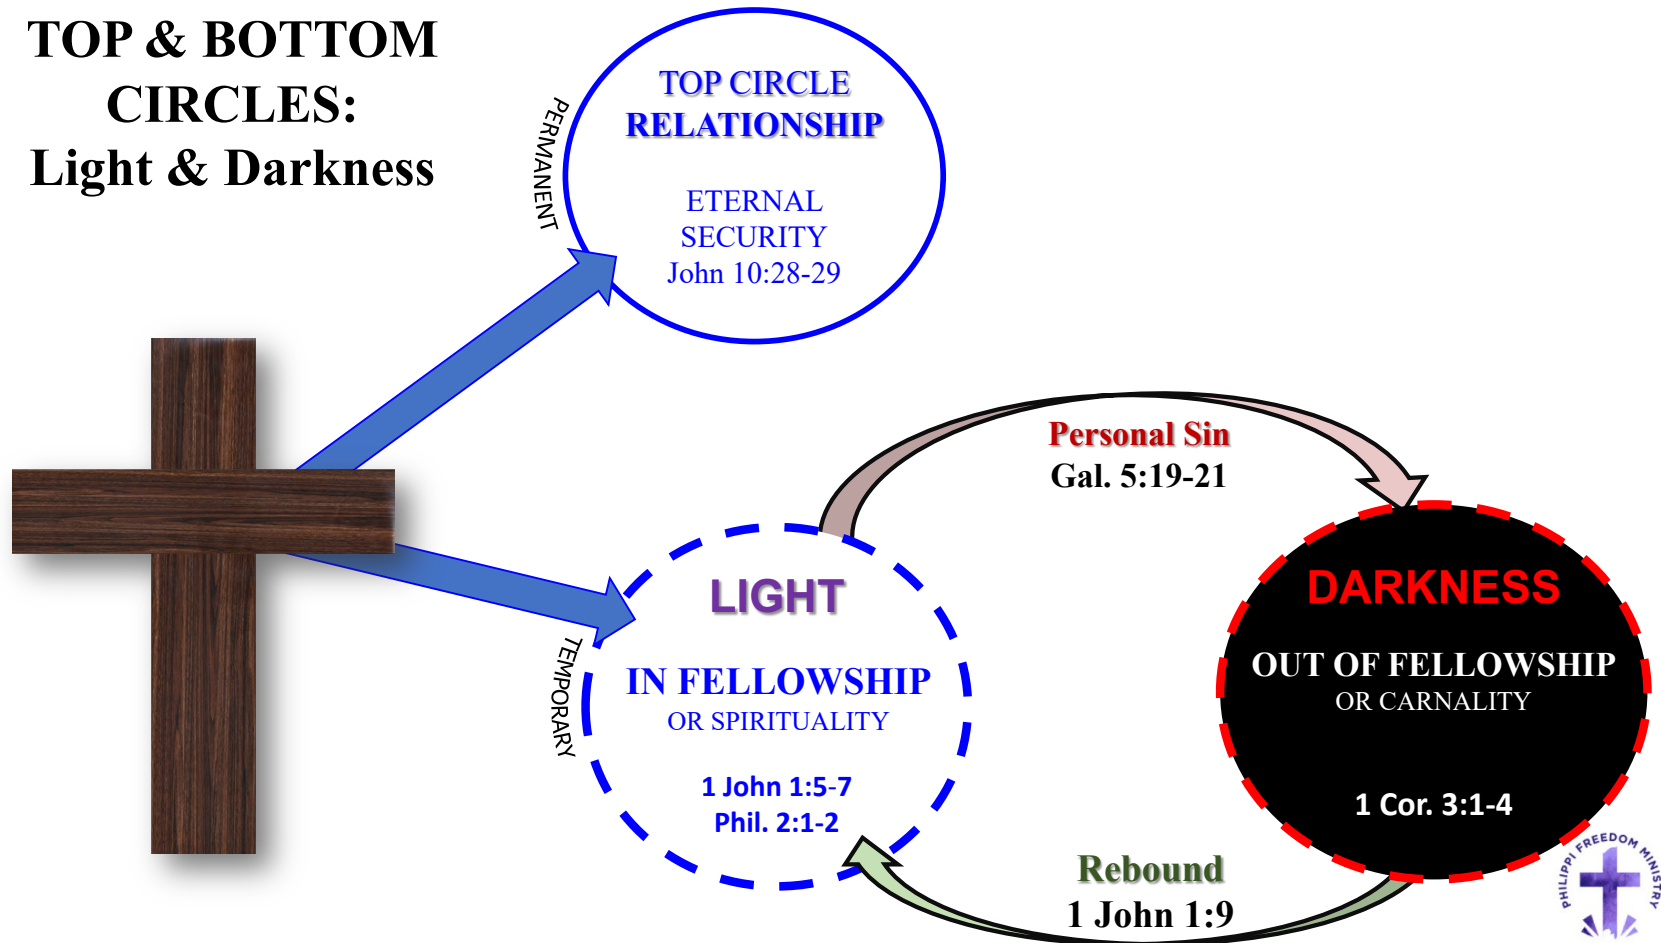 TOP & BOTTOM
CIRCLES:
Light & Darkness
PERMANENT
TOP CIRCLE
RELATIONSHIP
ETERNAL
SECURITY
John 10:28-29
Personal Sin
Gal. 5:19-21
TEMPORARY
LIGHT
IN FELLOWSHIP
OR SPIRITUALITY
1 John 1:5-7
Phil. 2:1-2
DARKNESS
OUT OF FELLOWSHIP
OR CARNALITY
1 Cor. 3:1-4
Rebound
1 John 1:9
PHILIPPI FREEDOM MINISTRY